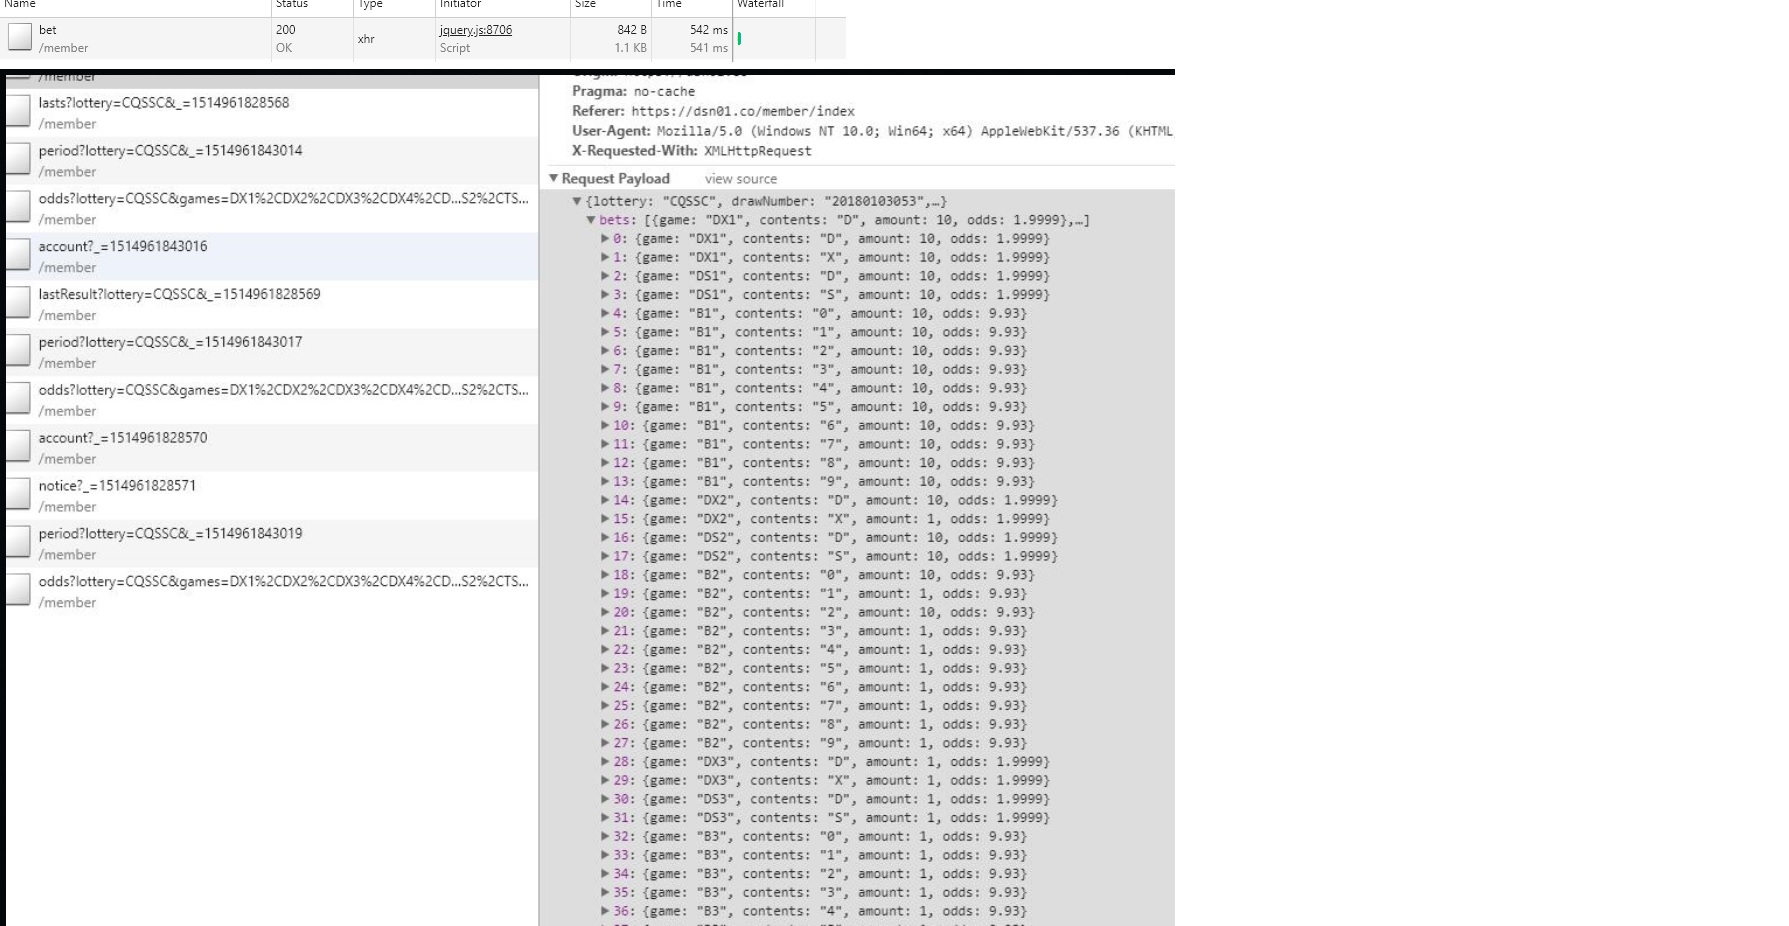 Name Status Type Initiator Size Time Waterfall
bet 200 jquery.js:8706 842 B 542 ms
/member OK xhr Script 1.1 KB 541 ms
/member
lasts?lottery=CQSSC&_=1514961828568
/member
period?lottery=CQSSC&_=1514961843014
/member
odds?lottery=CQSSC&games=DX1%2CDX2%2CDX3%2CDX4%2CD...S2%2CTS...
/member
account?_=1514961843016
/member
lastResult?lottery=CQSSC&_=1514961828569
/member
period?lottery=CQSSC&_=1514961843017
/member
odds?lottery=CQSSC&games=DX1%2CDX2%2CDX3%2CDX4%2CD...S2%2CTS...
/member
account?_=1514961828570
/member
notice?_=1514961828571
/member
period?lottery=CQSSC&_=1514961843019
/member
odds?lottery=CQSSC&games=DX1%2CDX2%2CDX3%2CDX4%2CD...S2%2CTS...
/member
Pragma: no-cache
Referer: https://dsn01.co/member/index
User-Agent: Mozilla/5.0 (Windows NT 10.0; Win64; x64) AppleWebKit/537.36 (KHTML,
X-Requested-With: XMLHttpRequest
Request Payload view source
{lottery: "CQSSC", drawNumber: "20180103053",…}
bets: [{game: "DX1", contents: "D", amount: 10, odds: 1.9999},…]
0: {game: "DX1", contents: "D", amount: 10, odds: 1.9999}
1: {game: "DX1", contents: "X", amount: 10, odds: 1.9999}
2: {game: "DS1", contents: "D", amount: 10, odds: 1.9999}
3: {game: "DS1", contents: "S", amount: 10, odds: 1.9999}
4: {game: "B1", contents: "0", amount: 10, odds: 9.93}
5: {game: "B1", contents: "1", amount: 10, odds: 9.93}
6: {game: "B1", contents: "2", amount: 10, odds: 9.93}
7: {game: "B1", contents: "3", amount: 10, odds: 9.93}
8: {game: "B1", contents: "4", amount: 10, odds: 9.93}
9: {game: "B1", contents: "5", amount: 10, odds: 9.93}
10: {game: "B1", contents: "6", amount: 10, odds: 9.93}
11: {game: "B1", contents: "7", amount: 10, odds: 9.93}
12: {game: "B1", contents: "8", amount: 10, odds: 9.93}
13: {game: "B1", contents: "9", amount: 10, odds: 9.93}
14: {game: "DX2", contents: "D", amount: 10, odds: 1.9999}
15: {game: "DX2", contents: "X", amount: 1, odds: 1.9999}
16: {game: "DS2", contents: "D", amount: 10, odds: 1.9999}
17: {game: "DS2", contents: "S", amount: 10, odds: 1.9999}
18: {game: "B2", contents: "0", amount: 10, odds: 9.93}
19: {game: "B2", contents: "1", amount: 1, odds: 9.93}
20: {game: "B2", contents: "2", amount: 10, odds: 9.93}
21: {game: "B2", contents: "3", amount: 1, odds: 9.93}
22: {game: "B2", contents: "4", amount: 1, odds: 9.93}
23: {game: "B2", contents: "5", amount: 1, odds: 9.93}
24: {game: "B2", contents: "6", amount: 1, odds: 9.93}
25: {game: "B2", contents: "7", amount: 1, odds: 9.93}
26: {game: "B2", contents: "8", amount: 1, odds: 9.93}
27: {game: "B2", contents: "9", amount: 1, odds: 9.93}
28: {game: "DX3", contents: "D", amount: 1, odds: 1.9999}
29: {game: "DX3", contents: "X", amount: 1, odds: 1.9999}
30: {game: "DS3", contents: "D", amount: 1, odds: 1.9999}
31: {game: "DS3", contents: "S", amount: 1, odds: 1.9999}
32: {game: "B3", contents: "0", amount: 1, odds: 9.93}
33: {game: "B3", contents: "1", amount: 1, odds: 9.93}
34: {game: "B3", contents: "2", amount: 1, odds: 9.93}
35: {game: "B3", contents: "3", amount: 1, odds: 9.93}
36: {game: "B3", contents: "4", amount: 1, odds: 9.93}